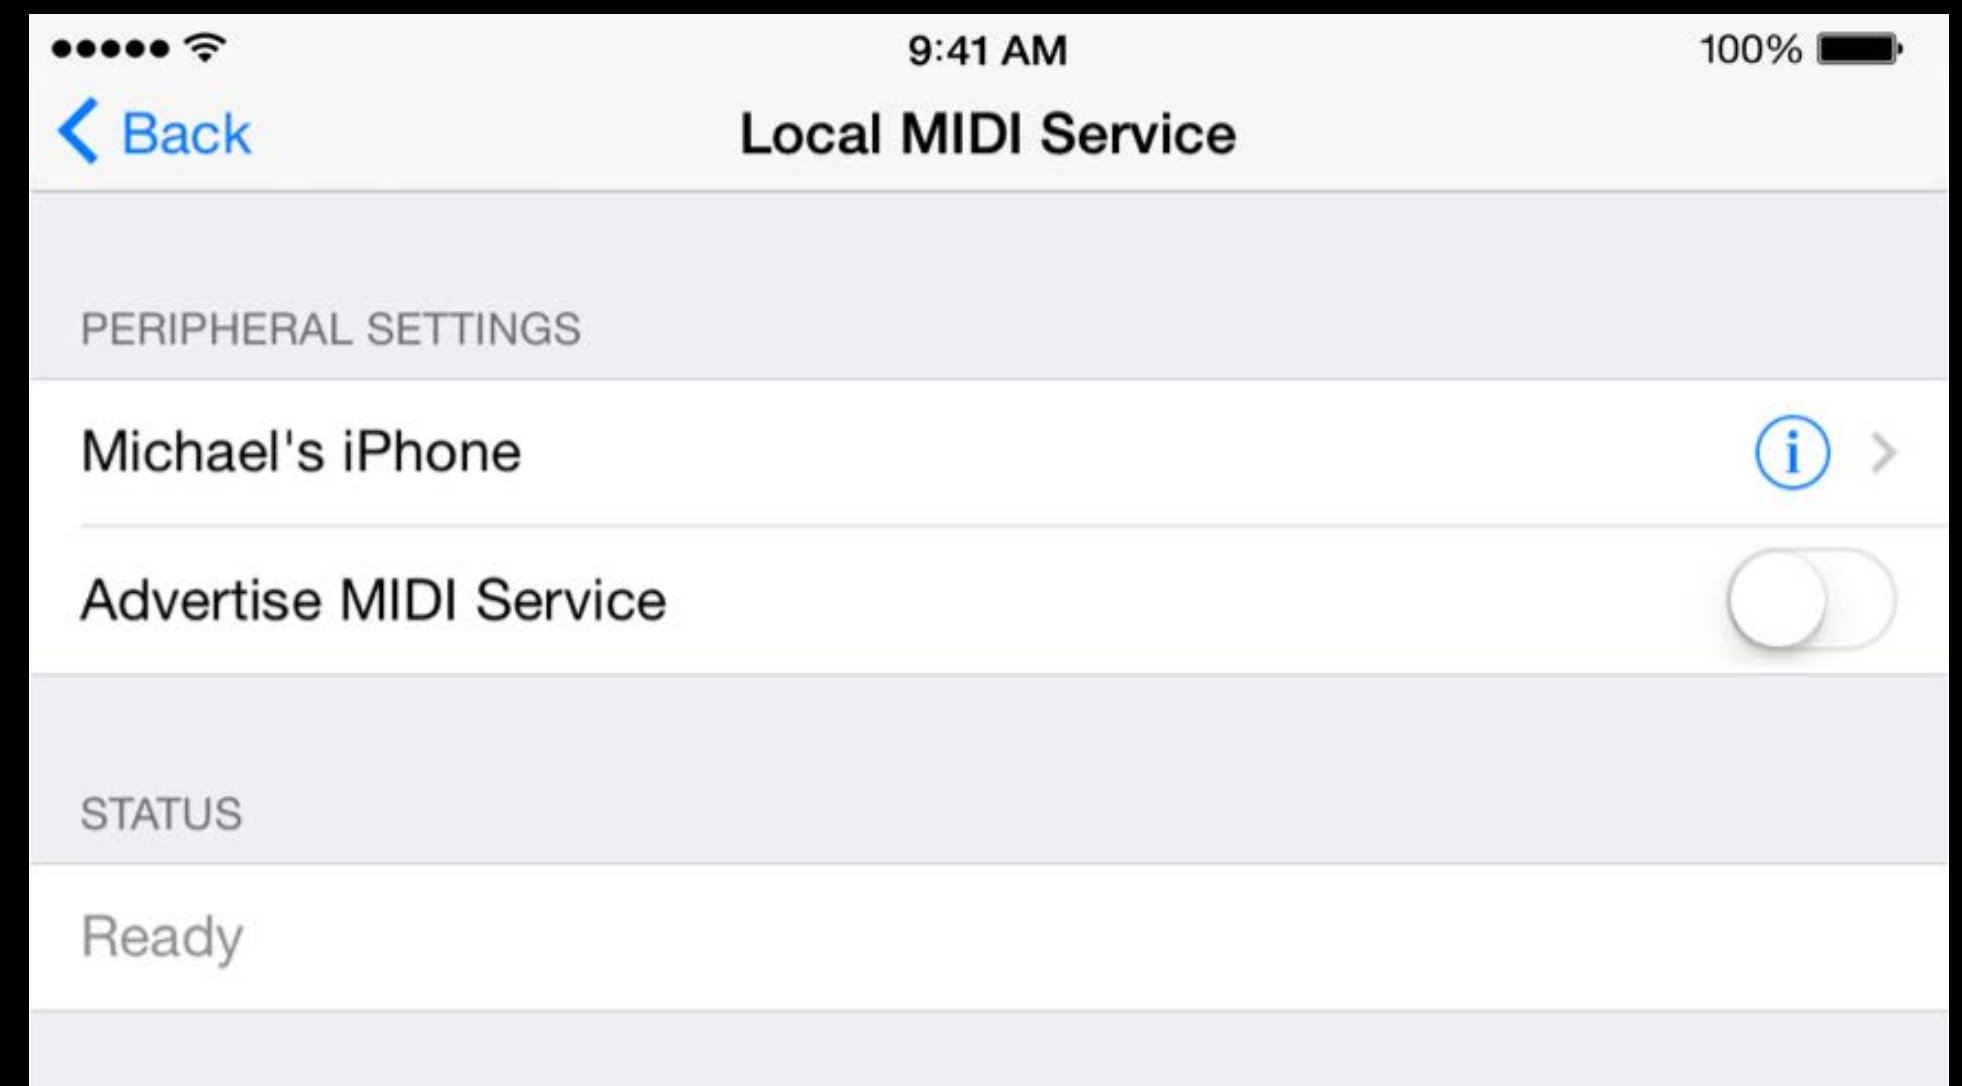 9:41 AM 100%
Back Local MIDI Service
PERIPHERAL SETTINGS
Michael's iPhone i
Advertise MIDI Service
STATUS
Ready